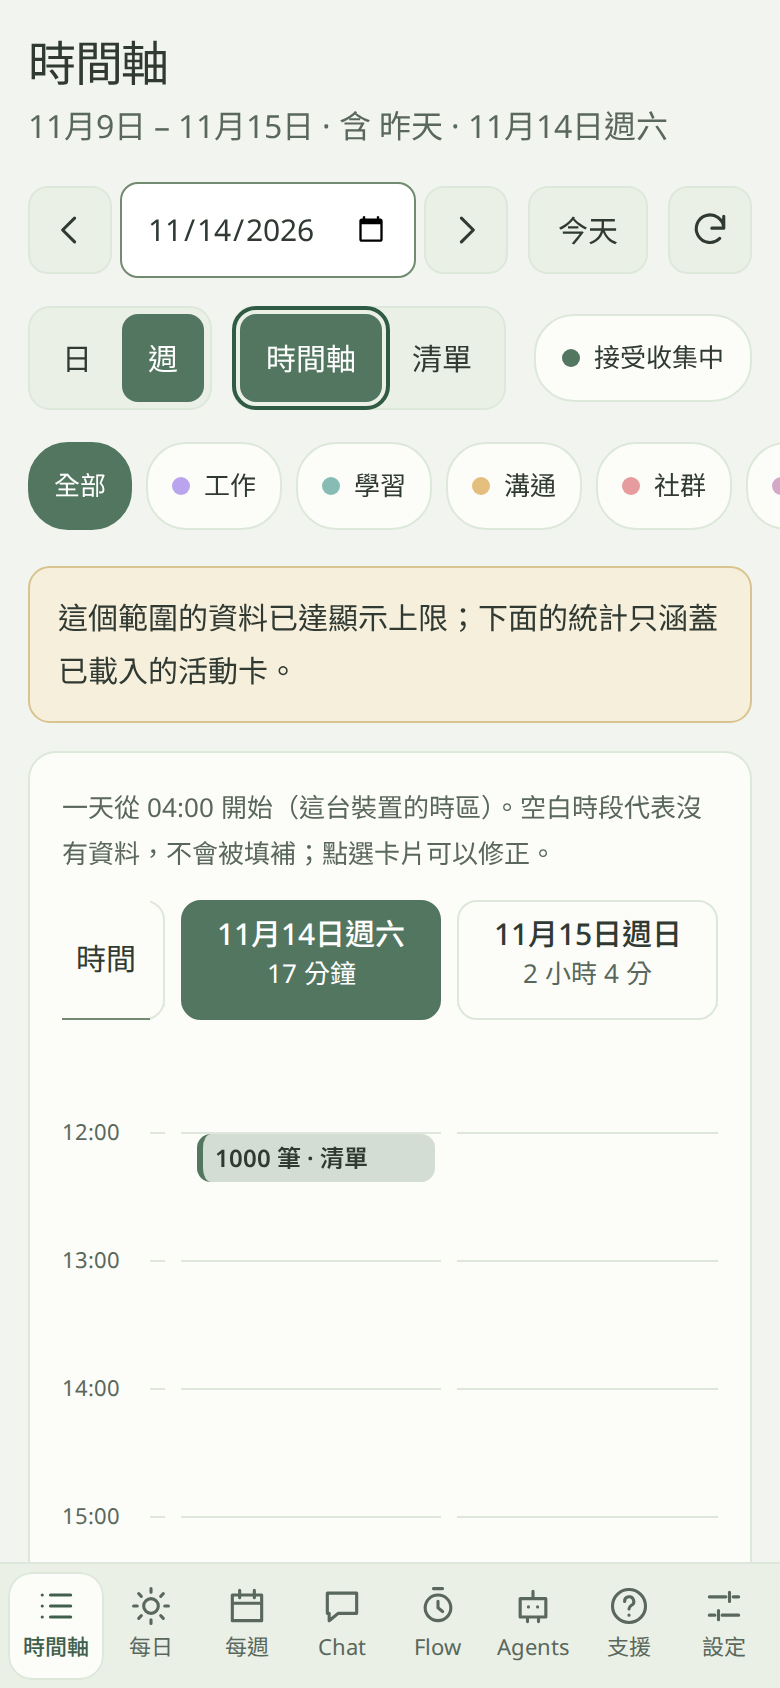 時間軸
11月9日 – 11月15日 · 含 昨天 · 11月14日週六
11/14/2026
今天
日
週
時間軸
清單
接受收集中
全部
工作
學習
溝通
社群
這個範圍的資料已達顯示上限；下面的統計只涵蓋
已載入的活動卡。
一天從 04:00 開始（這台裝置的時區）。空白時段代表沒
有資料，不會被填補；點選卡片可以修正。
時間
11月14日週六
17 分鐘
11月15日週日
2 小時 4 分
12:00
1000 筆 · 清單
13:00
14:00
15:00
時間軸
每日
每週
Chat
Flow
Agents
支援
設定